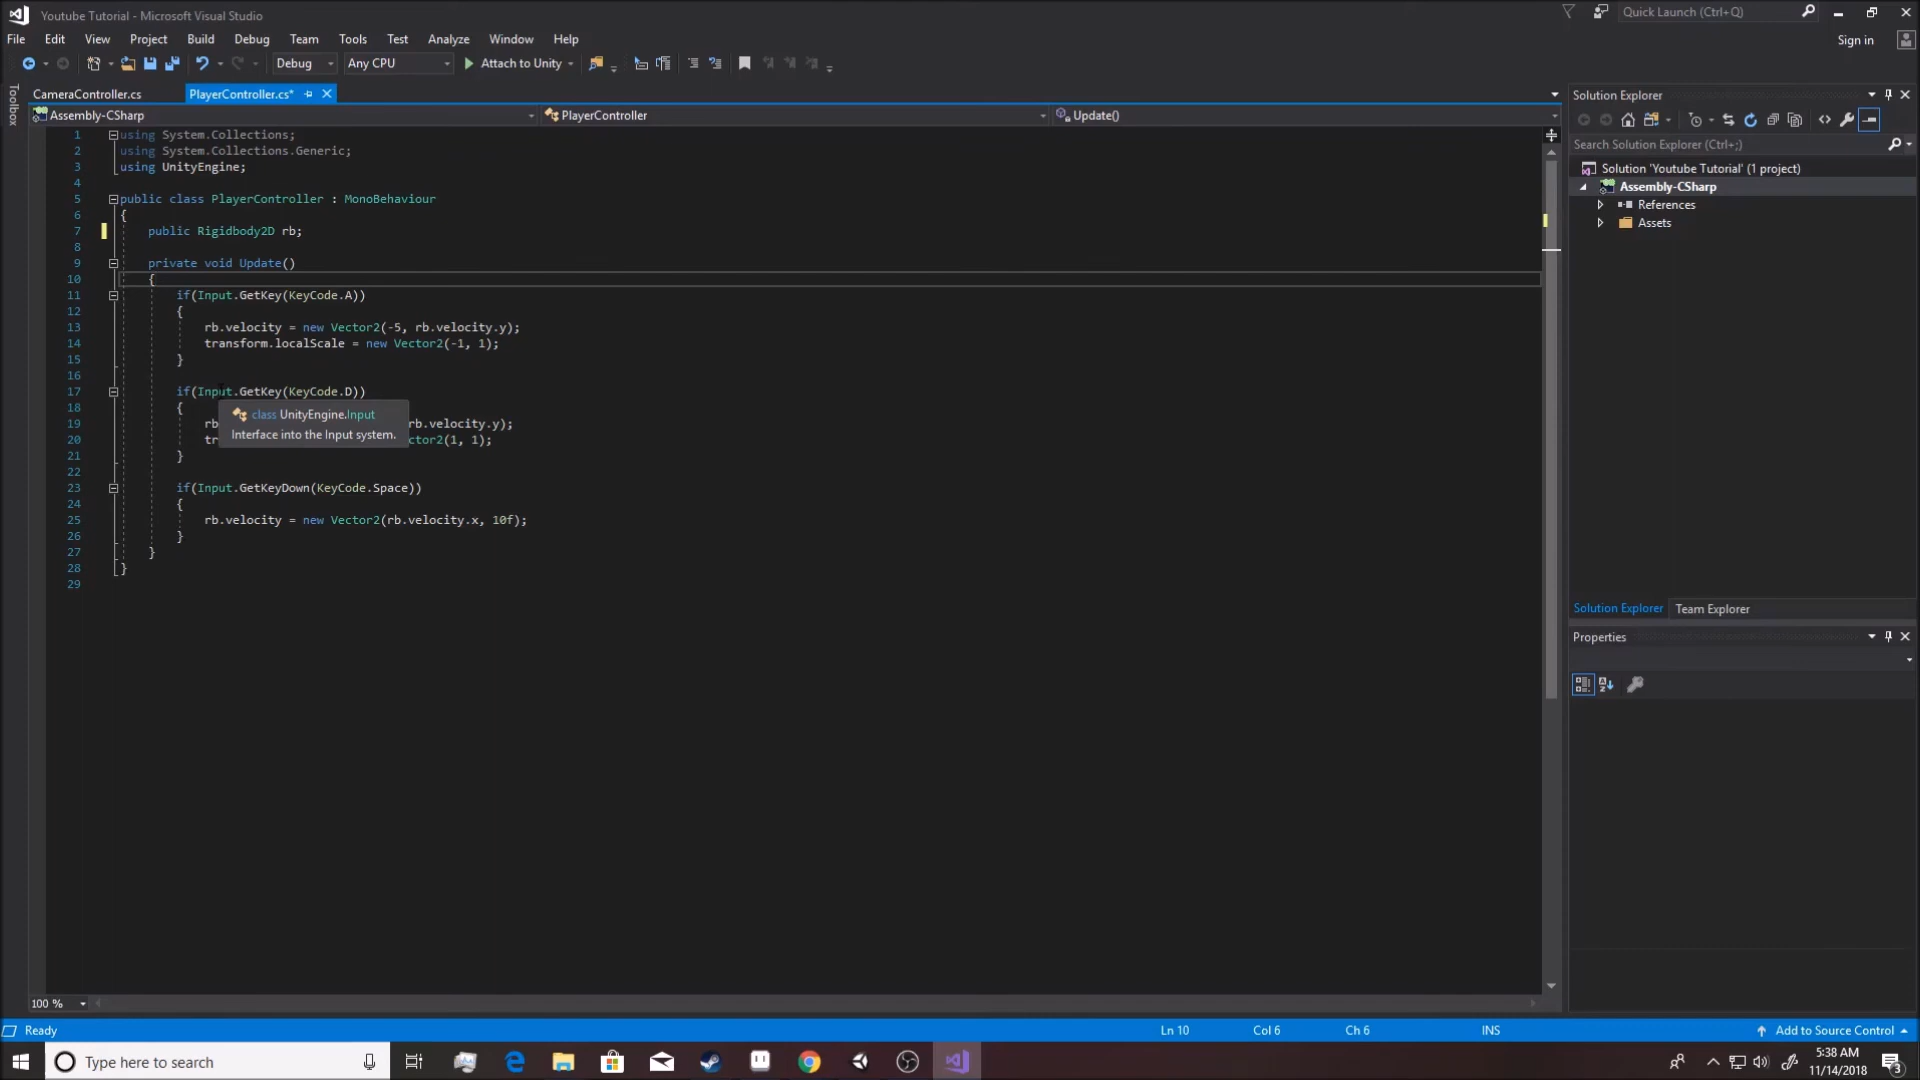 Youtube Tutorial - Microsoft Visual Studio
Quick Launch (Ctrl+Q)
File Edit View Project Build Debug Team Tools Test Analyze Window Help
Sign in
Debug Any CPU Attach to Unity
Toolbox
CameraController.cs PlayerController.cs*
Assembly-CSharp PlayerController Update()
1 using System.Collections;
2 using System.Collections.Generic;
3 using UnityEngine;
4
5 public class PlayerController : MonoBehaviour
6 {
7 public Rigidbody2D rb;
8
9 private void Update()
10 {
11 if(Input.GetKey(KeyCode.A))
12 {
13 rb.velocity = new Vector2(-5, rb.velocity.y);
14 transform.localScale = new Vector2(-1, 1);
15 }
16
17 if(Input.GetKey(KeyCode.D))
18 {
class UnityEngine.Input
19 rb rb.velocity.y);
Interface into the Input system.
20 tr ctor2(1, 1);
21 }
22
23 if(Input.GetKeyDown(KeyCode.Space))
24 {
25 rb.velocity = new Vector2(rb.velocity.x, 10f);
26 }
27 }
28 }
29
100 %
Solution Explorer
Search Solution Explorer (Ctrl+;)
Solution 'Youtube Tutorial' (1 project)
Assembly-CSharp
References
Assets
Solution Explorer Team Explorer
Properties
Ready Ln 10 Col 6 Ch 6 INS Add to Source Control
Type here to search
5:38 AM
11/14/2018
3